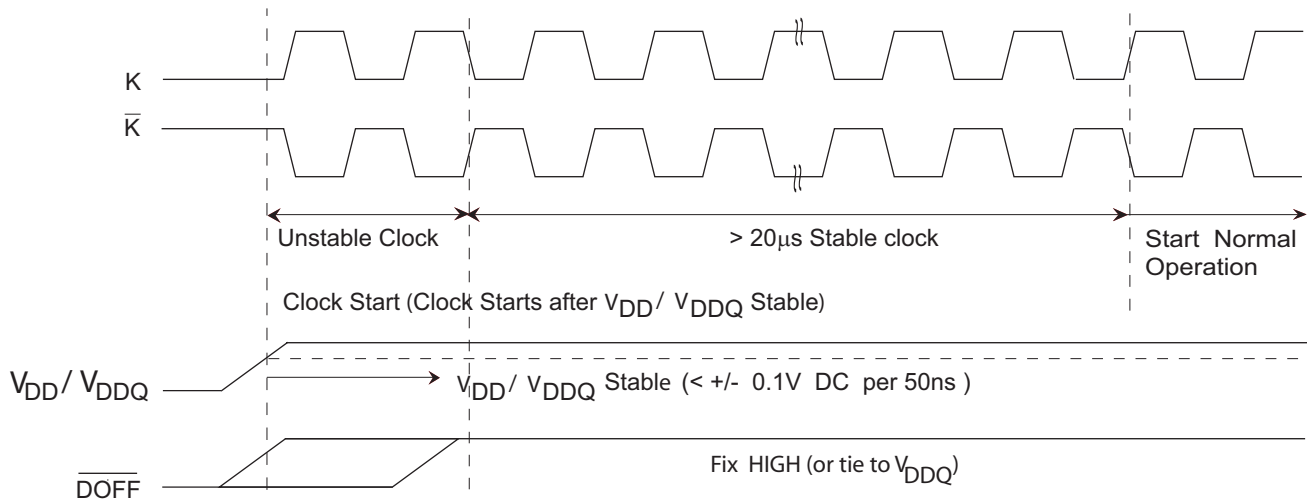 K
K̅
Unstable Clock
> 20μs Stable clock
Start Normal
Operation
Clock Start (Clock Starts after VDD / VDDQ Stable)
VDD / VDDQ
VDD / VDDQ Stable (< +/- 0.1V DC per 50ns )
D̅O̅F̅F̅
Fix HIGH (or tie to VDDQ)